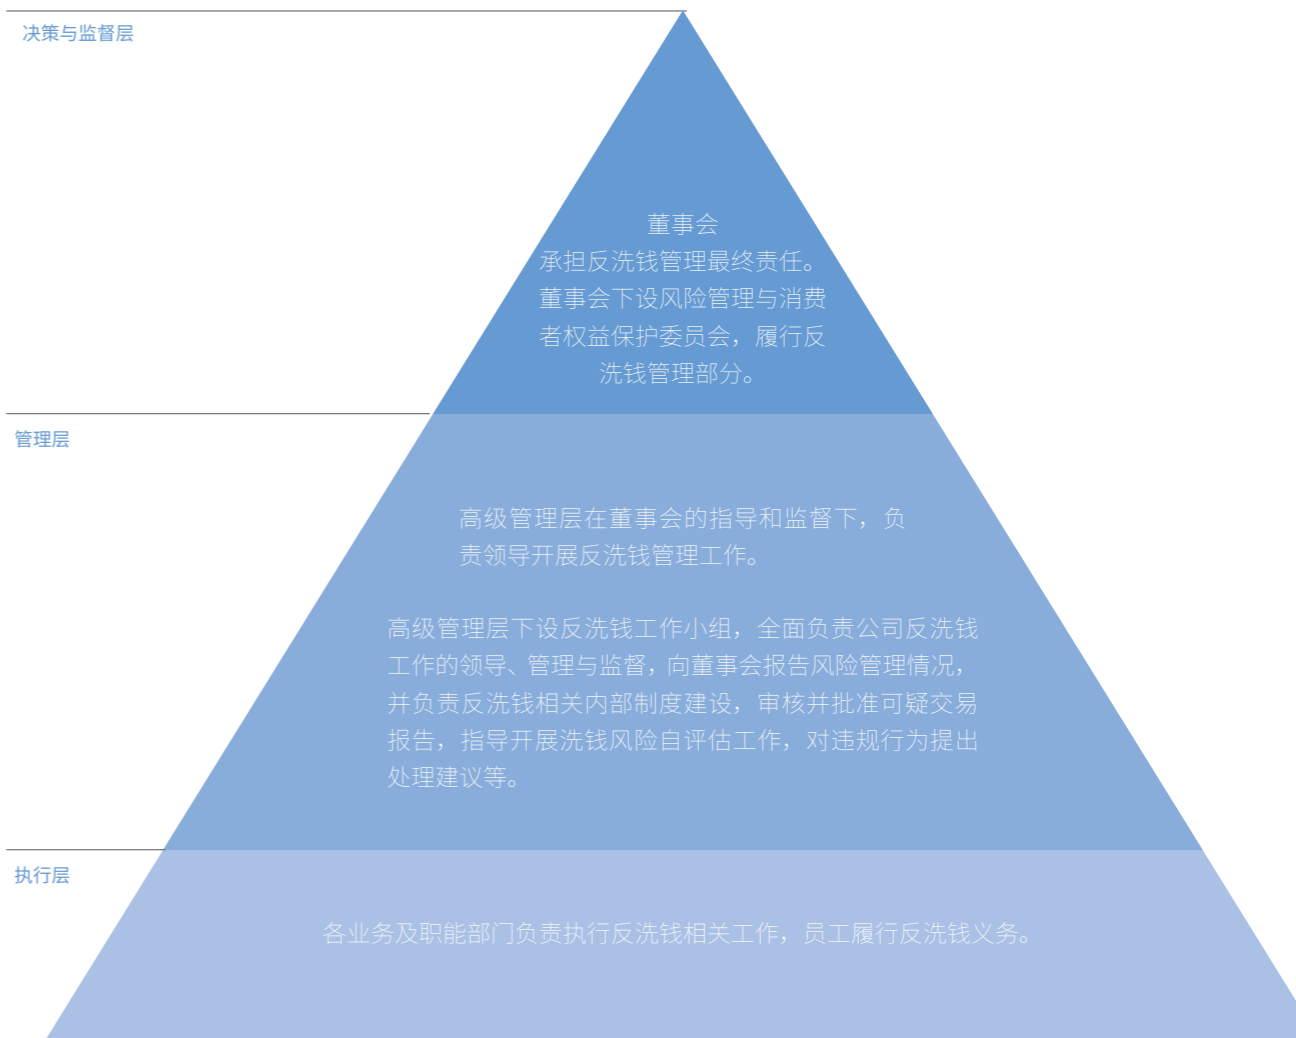 决策与监督层
董事会
承担反洗钱管理最终责任。
董事会下设风险管理与消费
者权益保护委员会，履行反
洗钱管理部分。
管理层
高级管理层在董事会的指导和监督下，负
责领导开展反洗钱管理工作。
高级管理层下设反洗钱工作小组，全面负责公司反洗钱
工作的领导、管理与监督，向董事会报告风险管理情况，
并负责反洗钱相关内部制度建设，审核并批准可疑交易
报告，指导开展洗钱风险自评估工作，对违规行为提出
处理建议等。
执行层
各业务及职能部门负责执行反洗钱相关工作，员工履行反洗钱义务。